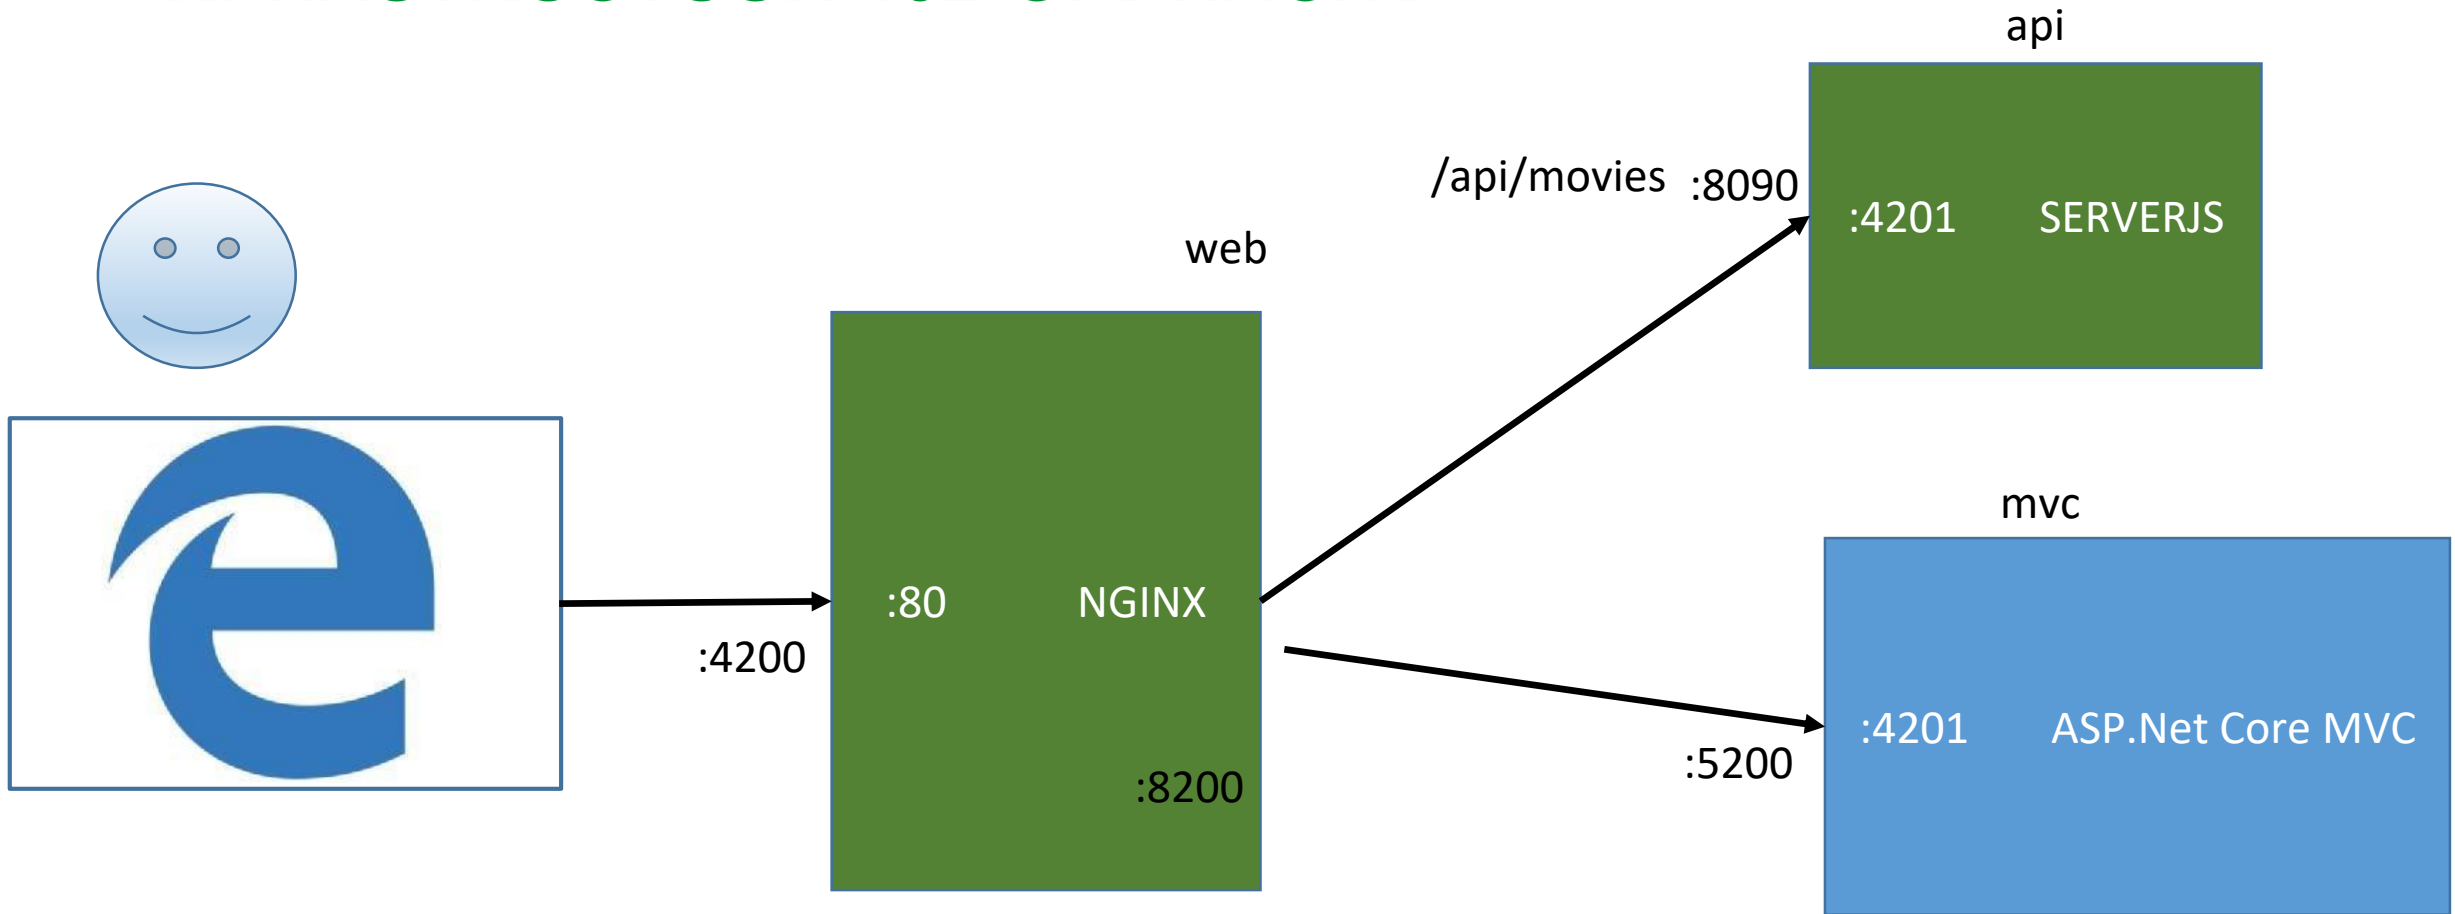 api
/api/movies :8090
:4201 SERVERJS
web
:80 NGINX
:4200
:8200
mvc
:4201 ASP.Net Core MVC
:5200